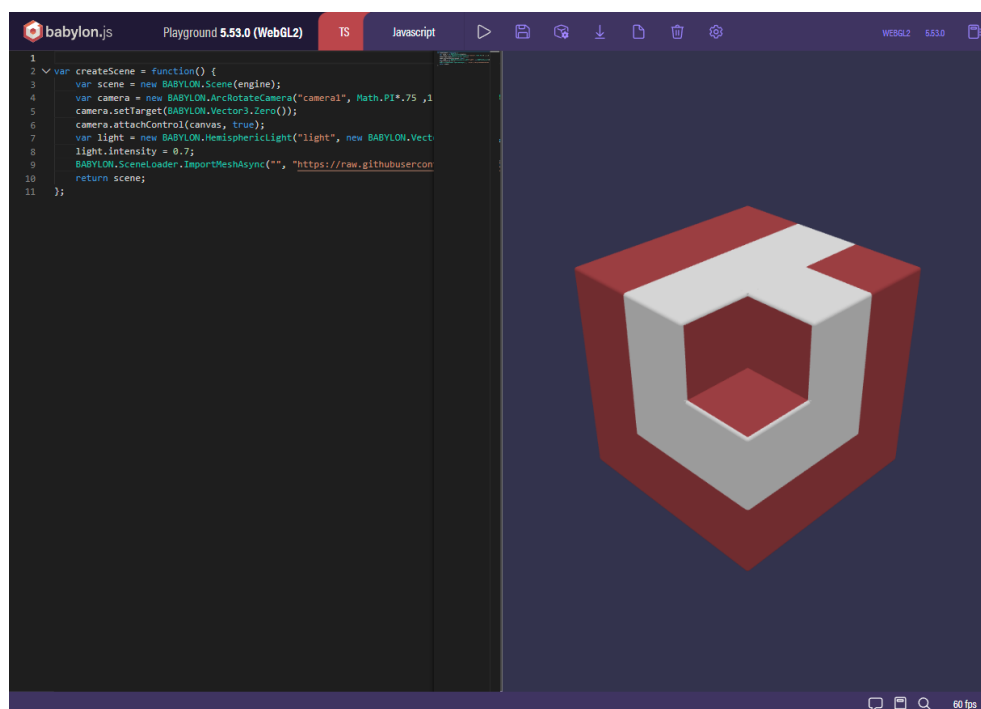 babylon.js Playground 5.53.0 (WebGL2) TS Javascript WEBGL2 5.53.0
1
2 var createScene = function() {
3 var scene = new BABYLON.Scene(engine);
4 var camera = new BABYLON.ArcRotateCamera("camera1", Math.PI*.75 ,1
5 camera.setTarget(BABYLON.Vector3.Zero());
6 camera.attachControl(canvas, true);
7 var light = new BABYLON.HemisphericLight("light", new BABYLON.Vect
8 light.intensity = 0.7;
9 BABYLON.SceneLoader.ImportMeshAsync("", "https://raw.githubusercon
10 return scene;
11 };
60 fps